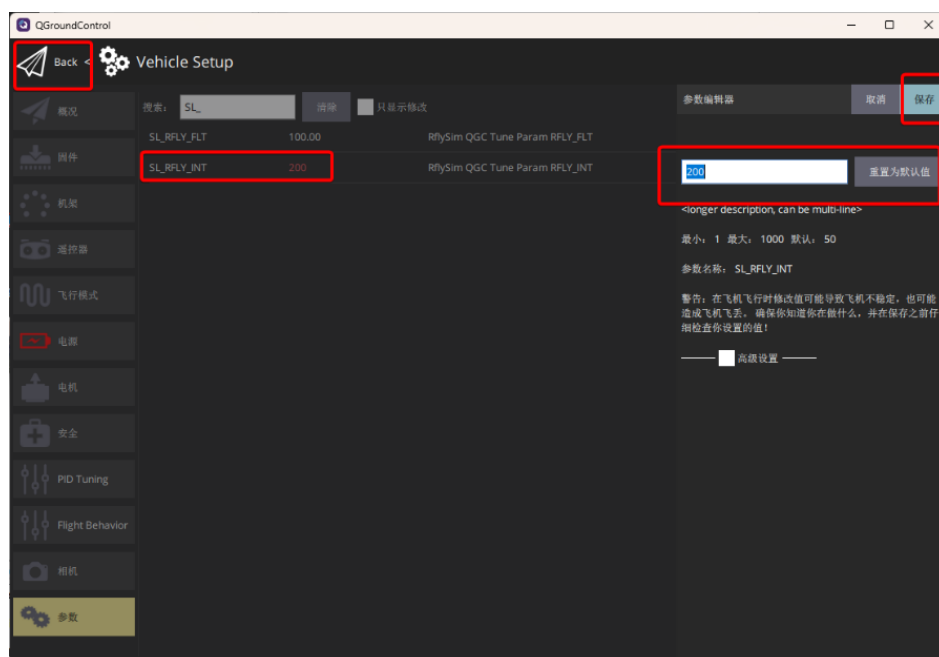 QGroundControl
Back < Vehicle Setup
概况
固件
机架
遥控器
飞行模式
电源
电机
安全
PID Tuning
Flight Behavior
相机
参数
搜索： SL_ 清除 只显示修改
SL_RFLY_FLT 100.00 RflySim QGC Tune Param RFLY_FLT
SL_RFLY_INT 200 RflySim QGC Tune Param RFLY_INT
参数编辑器 取消 保存
200 重置为默认值
<longer description, can be multi-line>
最小： 1 最大： 1000 默认： 50
参数名称： SL_RFLY_INT
警告：在飞机飞行时修改值可能导致飞机不稳定，也可能
造成飞机飞丢。 确保你知道你在做什么，并在保存之前仔
细检查你设置的值！
高级设置